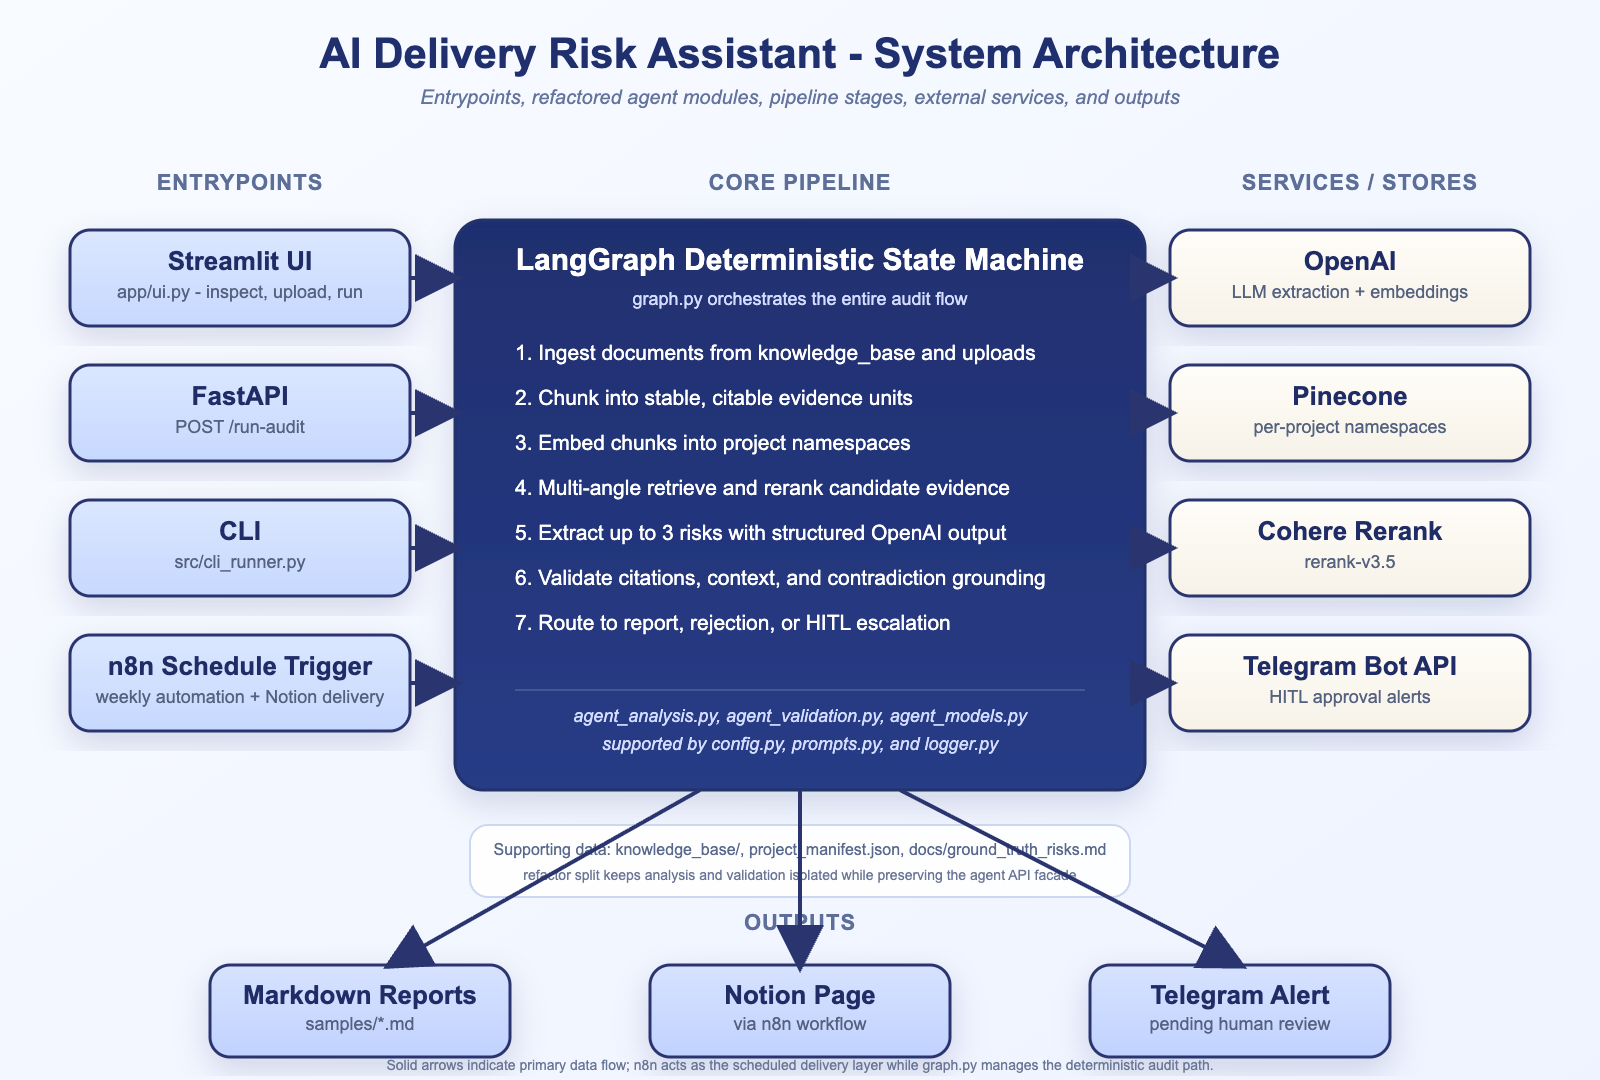 AI Delivery Risk Assistant - System Architecture
Entrypoints, refactored agent modules, pipeline stages, external services, and outputs
ENTRYPOINTS
Streamlit UI
app/ui.py - inspect, upload, run
FastAPI
POST /run-audit
CLI
src/cli_runner.py
n8n Schedule Trigger
weekly automation + Notion delivery
CORE PIPELINE
LangGraph Deterministic State Machine
graph.py orchestrates the entire audit flow
1. Ingest documents from knowledge_base and uploads
2. Chunk into stable, citable evidence units
3. Embed chunks into project namespaces
4. Multi-angle retrieve and rerank candidate evidence
5. Extract up to 3 risks with structured OpenAI output
6. Validate citations, context, and contradiction grounding
7. Route to report, rejection, or HITL escalation
agent_analysis.py, agent_validation.py, agent_models.py
supported by config.py, prompts.py, and logger.py
SERVICES / STORES
OpenAI
LLM extraction + embeddings
Pinecone
per-project namespaces
Cohere Rerank
rerank-v3.5
Telegram Bot API
HITL approval alerts
Supporting data: knowledge_base/, project_manifest.json, docs/ground_truth_risks.md
refactor split keeps analysis and validation isolated while preserving the agent API facade
OUTPUTS
Markdown Reports
samples/*.md
Notion Page
via n8n workflow
Telegram Alert
pending human review
Solid arrows indicate primary data flow; n8n acts as the scheduled delivery layer while graph.py manages the deterministic audit path.